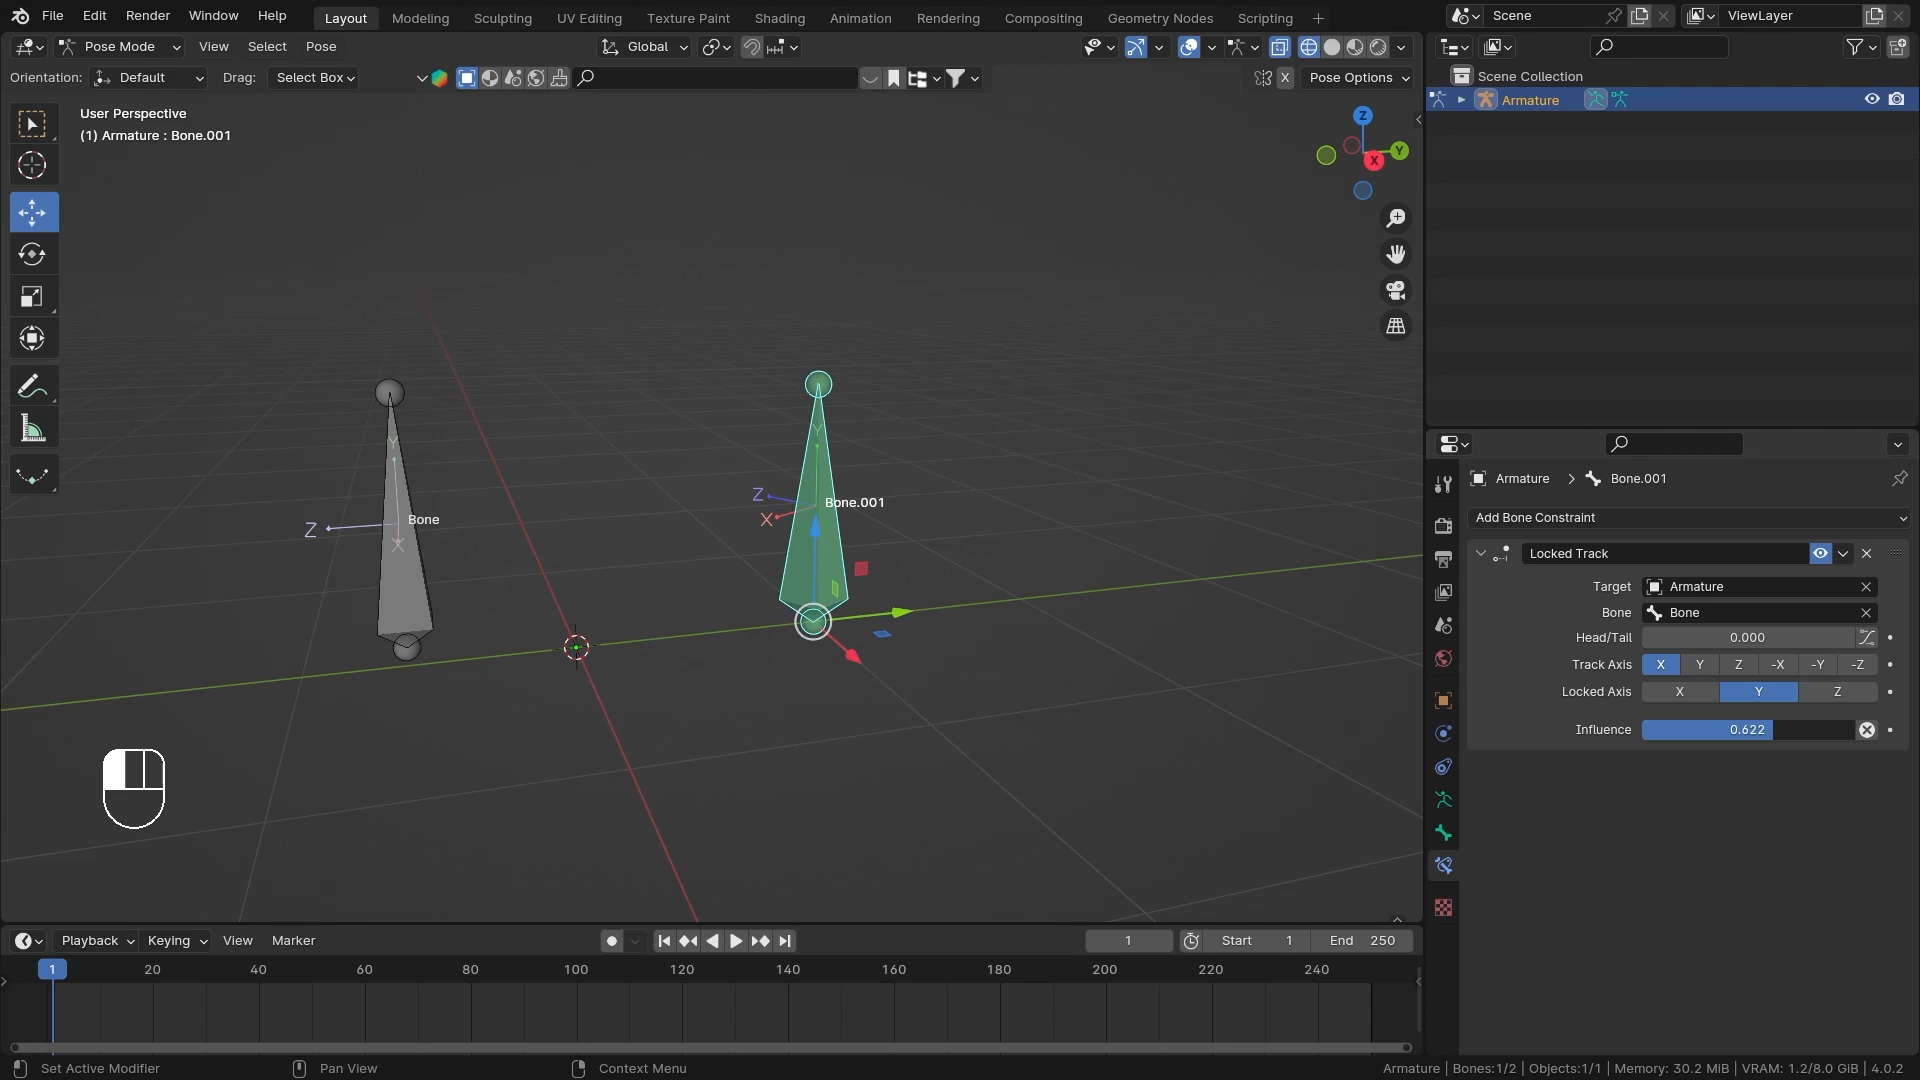 File Edit Render Window Help Layout Modeling Sculpting UV Editing Texture Paint Shading Animation Rendering Compositing Geometry Nodes Scripting + Scene ViewLayer
Pose Mode View Select Pose Global
Orientation: Default Drag: Select Box X Pose Options
Scene Collection
Armature
User Perspective
(1) Armature : Bone.001
Z
Y
X
Y
Y
Z
Bone.001
X
Z
Bone
X
Armature > Bone.001
Add Bone Constraint
Locked Track
Target Armature
Bone Bone
Head/Tail 0.000
Track Axis X Y Z -X -Y -Z
Locked Axis X Y Z
Influence 0.622
Playback Keying View Marker 1 Start 1 End 250
1 20 40 60 80 100 120 140 160 180 200 220 240
Set Active Modifier Pan View Context Menu Armature | Bones:1/2 | Objects:1/1 | Memory: 30.2 MiB | VRAM: 1.2/8.0 GiB | 4.0.2